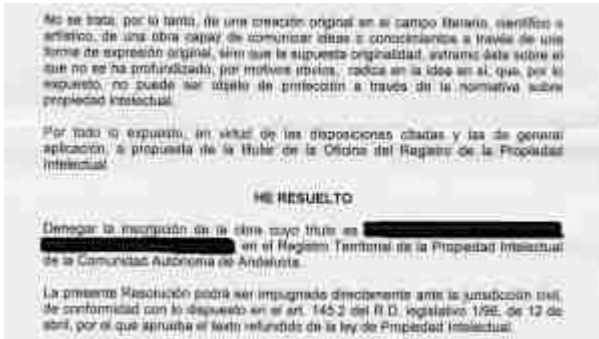 No se trata, por lo tanto, de una creación original en el campo literario, científico o
artístico, de una obra capaz de comunicar ideas o conocimientos a través de una
forma de expresión original, sino que la supuesta originalidad, extremo éste sobre el
que no se ha profundizado, por motivos obvios, radica en la idea en sí, que, por lo
expuesto, no puede ser objeto de protección a través de la normativa sobre
propiedad intelectual.
Por todo lo expuesto, en virtud de las disposiciones citadas y las de general
aplicación, a propuesta de la titular de la Oficina del Registro de la Propiedad
Intelectual
HE RESUELTO
Denegar la inscripción de la obra cuyo título es
en el Registro Territorial de la Propiedad Intelectual
de la Comunidad Autónoma de Andalucía.
La presente Resolución podrá ser impugnada directamente ante la jurisdicción civil,
de conformidad con lo dispuesto en el art. 145.2 del R.D. legislativo 1/96, de 12 de
abril, por el que aprueba el texto refundido de la ley de Propiedad Intelectual.